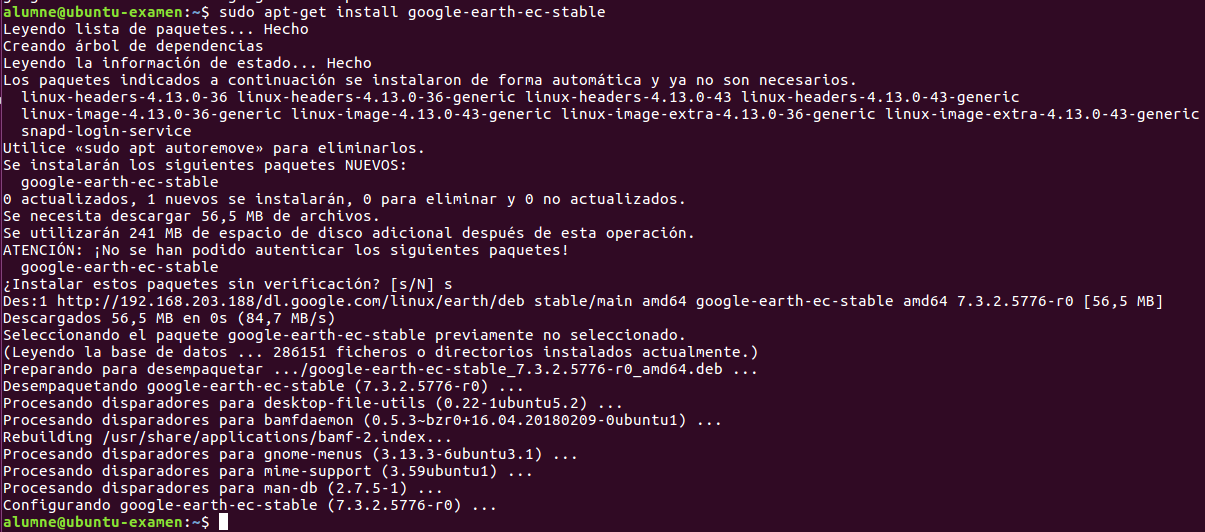 alumne@ubuntu-examen:~$ sudo apt-get install google-earth-ec-stable
Leyendo lista de paquetes... Hecho
Creando árbol de dependencias
Leyendo la información de estado... Hecho
Los paquetes indicados a continuación se instalaron de forma automática y ya no son necesarios.
  linux-headers-4.13.0-36 linux-headers-4.13.0-36-generic linux-headers-4.13.0-43 linux-headers-4.13.0-43-generic
  linux-image-4.13.0-36-generic linux-image-4.13.0-43-generic linux-image-extra-4.13.0-36-generic linux-image-extra-4.13.0-43-generic
  snapd-login-service
Utilice «sudo apt autoremove» para eliminarlos.
Se instalarán los siguientes paquetes NUEVOS:
  google-earth-ec-stable
0 actualizados, 1 nuevos se instalarán, 0 para eliminar y 0 no actualizados.
Se necesita descargar 56,5 MB de archivos.
Se utilizarán 241 MB de espacio de disco adicional después de esta operación.
ATENCIÓN: ¡No se han podido autenticar los siguientes paquetes!
  google-earth-ec-stable
¿Instalar estos paquetes sin verificación? [s/N] s
Des:1 http://192.168.203.188/dl.google.com/linux/earth/deb stable/main amd64 google-earth-ec-stable amd64 7.3.2.5776-r0 [56,5 MB]
Descargados 56,5 MB en 0s (84,7 MB/s)
Seleccionando el paquete google-earth-ec-stable previamente no seleccionado.
(Leyendo la base de datos ... 286151 ficheros o directorios instalados actualmente.)
Preparando para desempaquetar .../google-earth-ec-stable_7.3.2.5776-r0_amd64.deb ...
Desempaquetando google-earth-ec-stable (7.3.2.5776-r0) ...
Procesando disparadores para desktop-file-utils (0.22-1ubuntu5.2) ...
Procesando disparadores para bamfdaemon (0.5.3~bzr0+16.04.20180209-0ubuntu1) ...
Rebuilding /usr/share/applications/bamf-2.index...
Procesando disparadores para gnome-menus (3.13.3-6ubuntu3.1) ...
Procesando disparadores para mime-support (3.59ubuntu1) ...
Procesando disparadores para man-db (2.7.5-1) ...
Configurando google-earth-ec-stable (7.3.2.5776-r0) ...
alumne@ubuntu-examen:~$